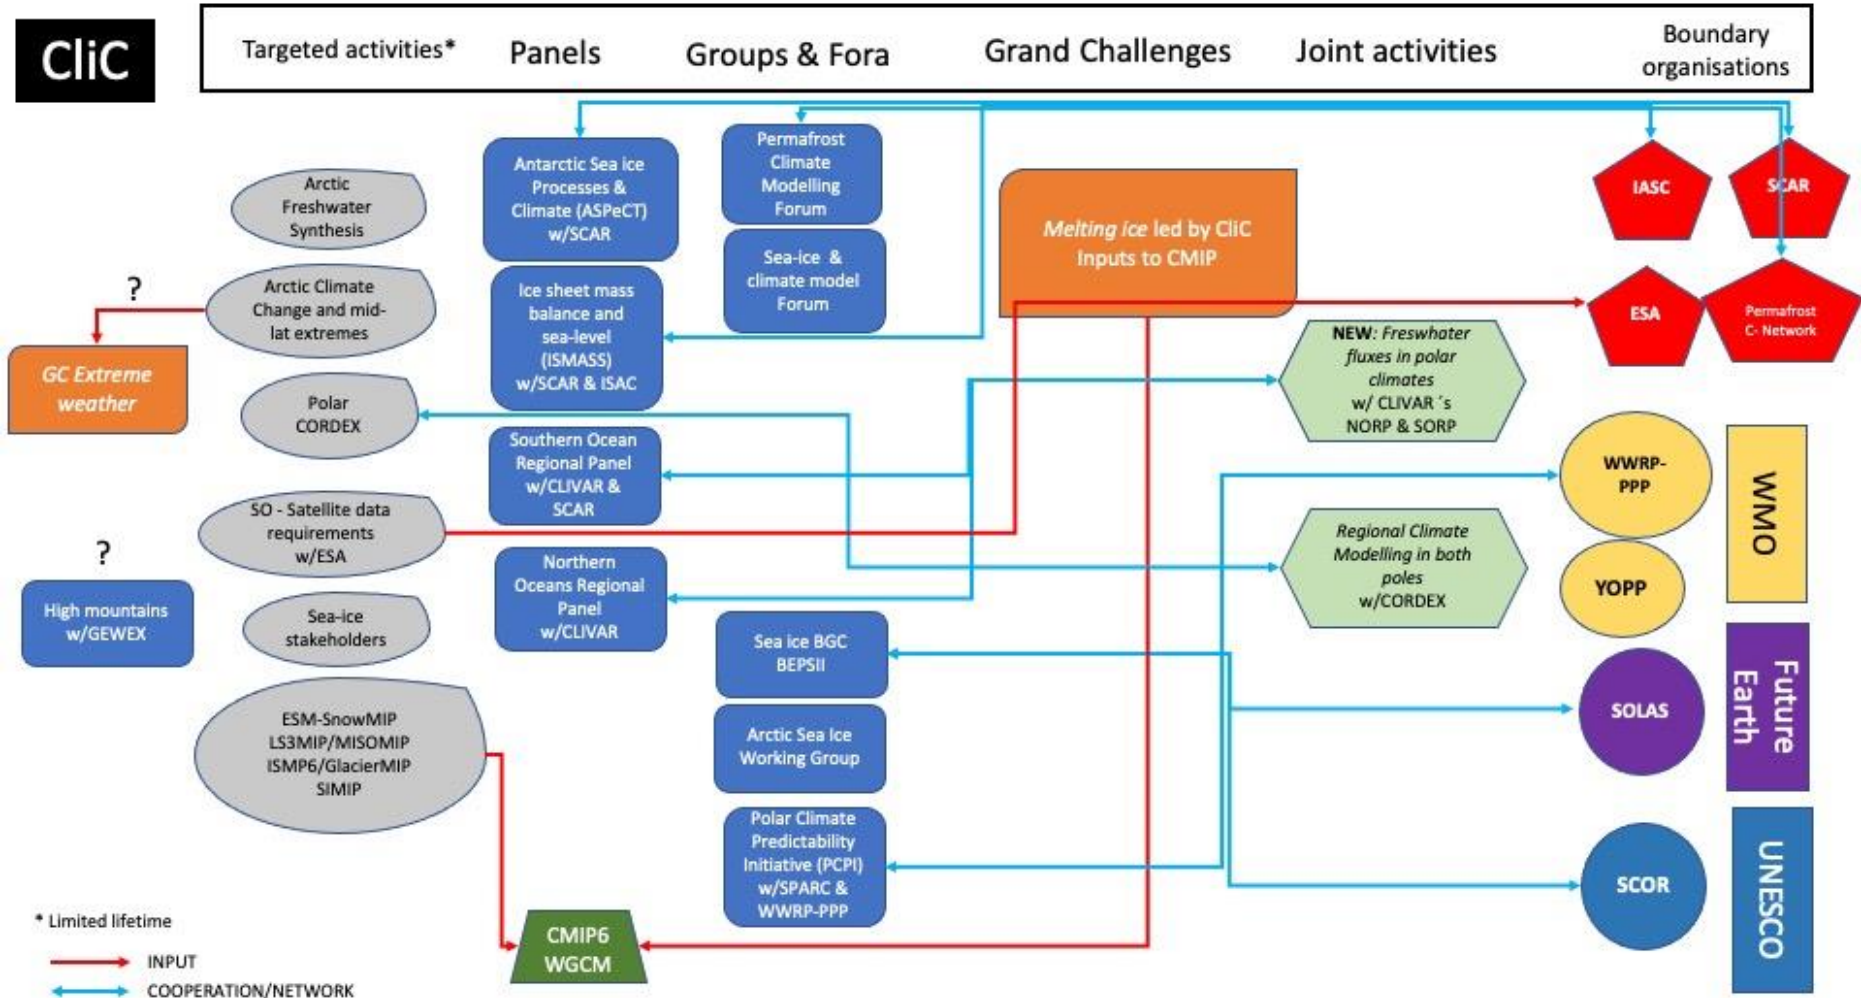 CliC
Targeted activities*
Panels
Groups & Fora
Grand Challenges
Joint activities
Boundary
organisations
Arctic
Freshwater
Synthesis
?
Arctic Climate
Change and mid-
lat extremes
GC Extreme
weather
Polar
CORDEX
SO - Satellite data
requirements
w/ESA
?
High mountains
w/GEWEX
Sea-ice
stakeholders
ESM-SnowMIP
LS3MIP/MISOMIP
ISMP6/GlacierMIP
SIMIP
Antarctic Sea ice
Processes &
Climate (ASPeCT)
w/SCAR
Ice sheet mass
balance and
sea-level
(ISMASS)
w/SCAR & ISAC
Southern Ocean
Regional Panel
w/CLIVAR &
SCAR
Northern
Oceans Regional
Panel
w/CLIVAR
CMIP6
WGCM
Permafrost
Climate
Modelling
Forum
Sea-ice &
climate model
Forum
Sea ice BGC
BEPSII
Arctic Sea Ice
Working Group
Polar Climate
Predictability
Initiative (PCPI)
w/SPARC &
WWRP-PPP
Melting ice led by CliC
Inputs to CMIP
NEW: Freswhater
fluxes in polar
climates
w/ CLIVAR ´s
NORP & SORP
Regional Climate
Modelling in both
poles
w/CORDEX
IASC
SCAR
ESA
Permafrost
C- Network
WWRP-
PPP
YOPP
WMO
SOLAS
Future
Earth
SCOR
UNESCO
* Limited lifetime
INPUT
COOPERATION/NETWORK